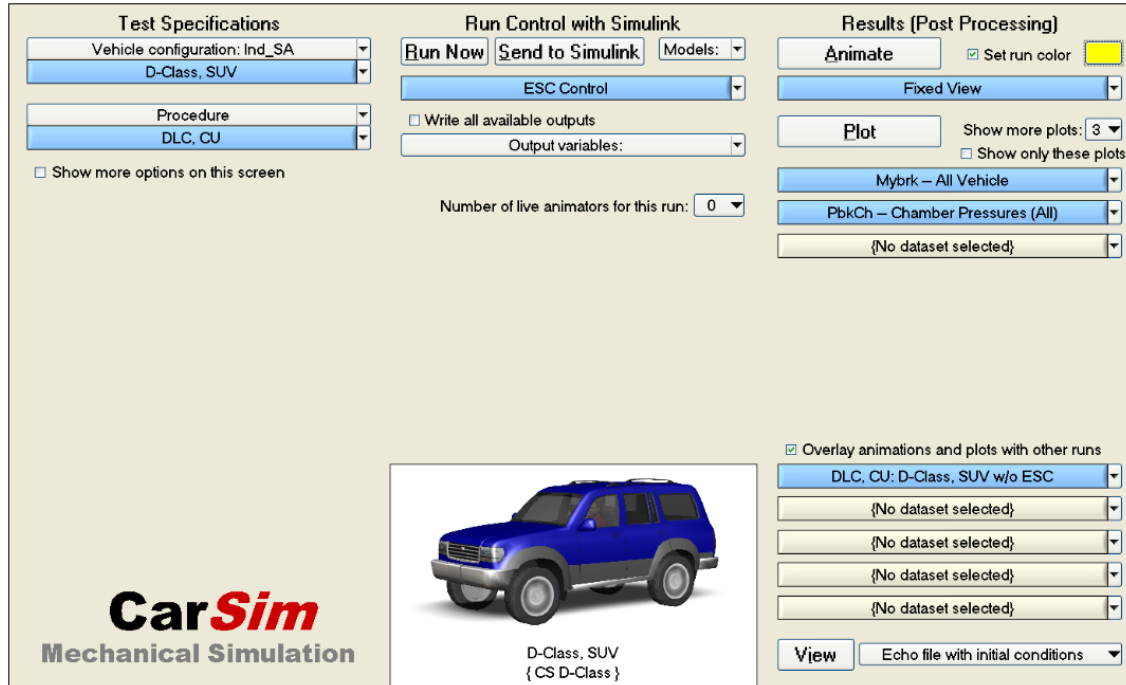 Test Specifications
Vehicle configuration: Ind_SA
D-Class, SUV
Procedure
DLC, CU
Show more options on this screen
CarSim
Mechanical Simulation
Run Control with Simulink
Run Now Send to Simulink Models:
ESC Control
Write all available outputs
Output variables:
Number of live animators for this run: 0
D-Class, SUV
{ CS D-Class }
Results (Post Processing)
Animate Set run color
Fixed View
Plot Show more plots: 3
Show only these plots
Mybrk – All Vehicle
PbkCh – Chamber Pressures (All)
{No dataset selected}
Overlay animations and plots with other runs
DLC, CU: D-Class, SUV w/o ESC
{No dataset selected}
{No dataset selected}
{No dataset selected}
{No dataset selected}
View Echo file with initial conditions